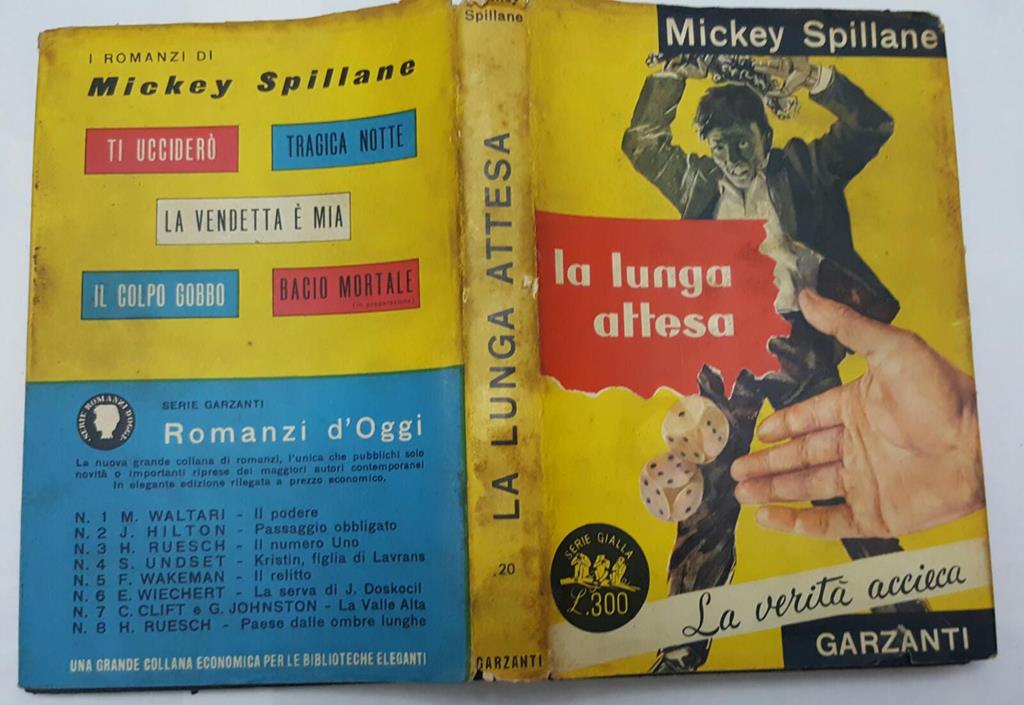 I ROMANZI DI
Mickey Spillane
TI UCCIDERÒ
TRAGICA NOTTE
LA VENDETTA È MIA
IL COLPO GOBBO
BACIO MORTALE
(in preparazione)
SERIE ROMANZI D'OGGI
SERIE GARZANTI
Romanzi d'Oggi
La nuova grande collana di romanzi, l'unica che pubblichi solo
novità o importanti riprese dei maggiori autori contemporanei
In elegante edizione rilegata a prezzo economico.
N. 1 M. WALTARI - Il podere
N. 2 J. HILTON - Passaggio obbligato
N. 3 H. RUESCH - Il numero Uno
N. 4 S. UNDSET - Kristin, figlia di Lavrans
N. 5 F. WAKEMAN - Il relitto
N. 6 E. WIECHERT - La serva di J. Doskocil
N. 7 C. CLIFT e G. JOHNSTON - La Valle Alta
N. 8 H. RUESCH - Paese dalle ombre lunghe
UNA GRANDE COLLANA ECONOMICA PER LE BIBLIOTECHE ELEGANTI
Spillane
LA LUNGA ATTESA
.20
GARZANTI
Mickey Spillane
la lunga
attesa
SERIE GIALLA
L.300
La verità accieca
GARZANTI